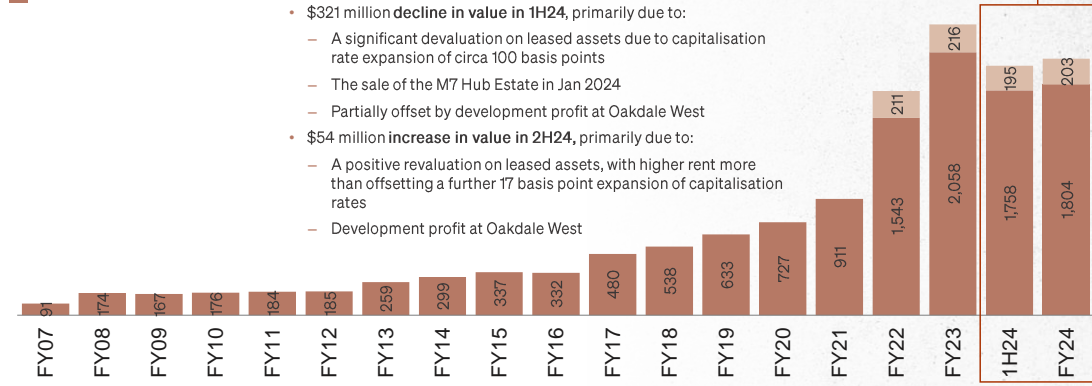 • $321 million decline in value in 1H24, primarily due to:
– A significant devaluation on leased assets due to capitalisation
rate expansion of circa 100 basis points
– The sale of the M7 Hub Estate in Jan 2024
– Partially offset by development profit at Oakdale West
• $54 million increase in value in 2H24, primarily due to:
– A positive revaluation on leased assets, with higher rent more
than offsetting a further 17 basis point expansion of capitalisation
rates
– Development profit at Oakdale West
91
174
167
176
184
185
259
299
337
332
480
538
633
727
911
211
1,543
216
2,058
195
1,758
203
1,804
FY07
FY08
FY09
FY10
FY11
FY12
FY13
FY14
FY15
FY16
FY17
FY18
FY19
FY20
FY21
FY22
FY23
1H24
FY24